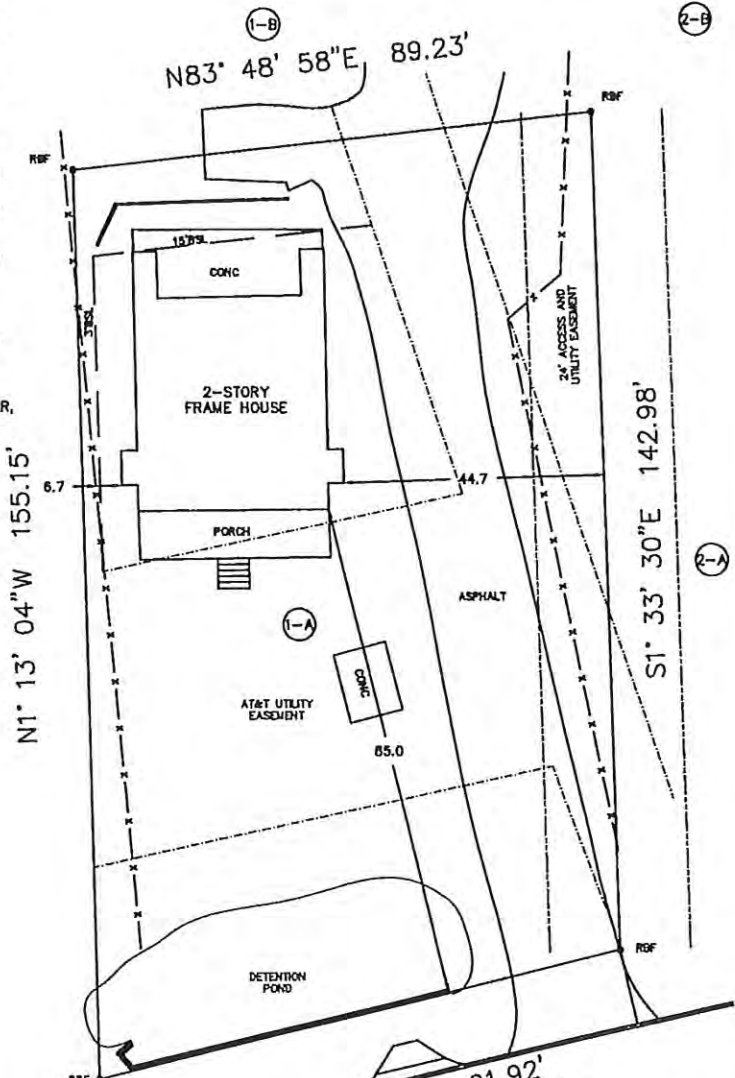 1-B
2-B
N83° 48' 58"E 89.23'
RBF
RBF
15'BSL
CONC
3'BSL
24' ACCESS AND
UTILITY EASEMENT
2-STORY
FRAME HOUSE
R,
6.7
44.7
N1° 13' 04"W 155.15'
S1° 33' 30"E 142.98'
PORCH
2-A
ASPHALT
1-A
CONC
AT&T UTILITY
EASEMENT
65.0
DETENTION
POND
RBF
91.92'